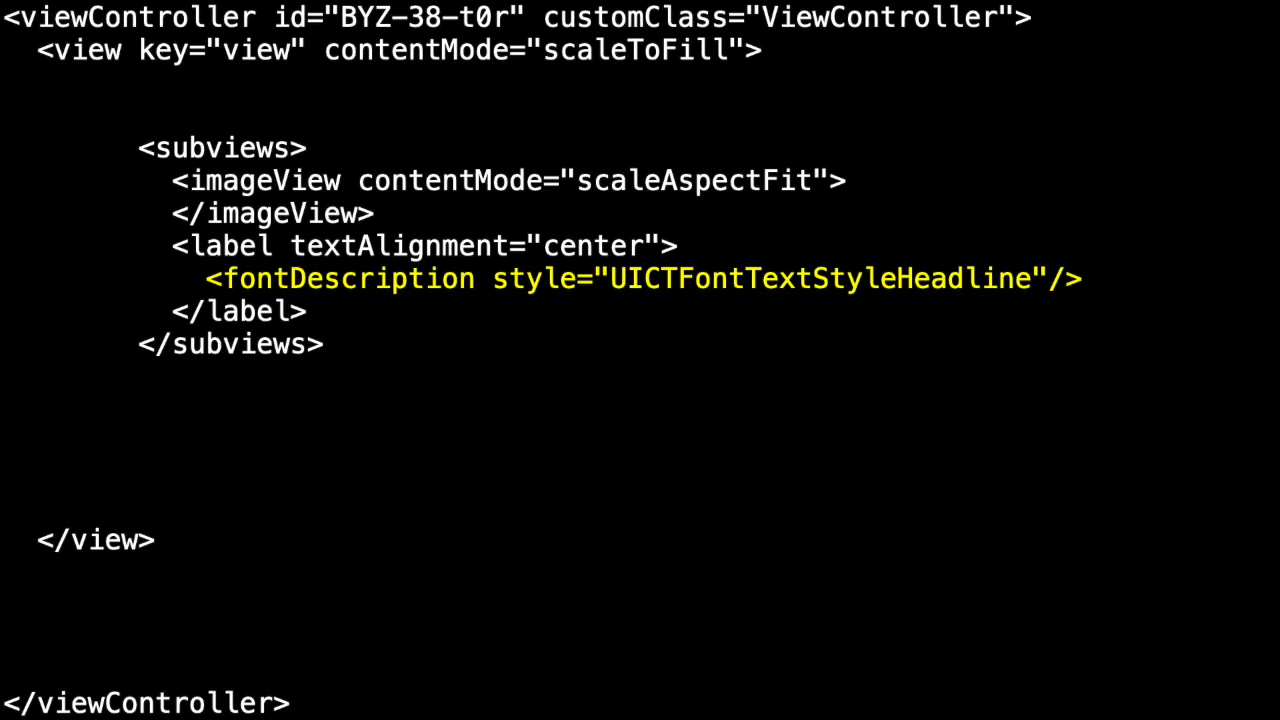 <viewController id="BYZ-38-t0r" customClass="ViewController">
<view key="view" contentMode="scaleToFill">
<subviews>
<imageView contentMode="scaleAspectFit">
</imageView>
<label textAlignment="center">
<fontDescription style="UICTFontTextStyleHeadline"/>
</label>
</subviews>
</view>
</viewController>